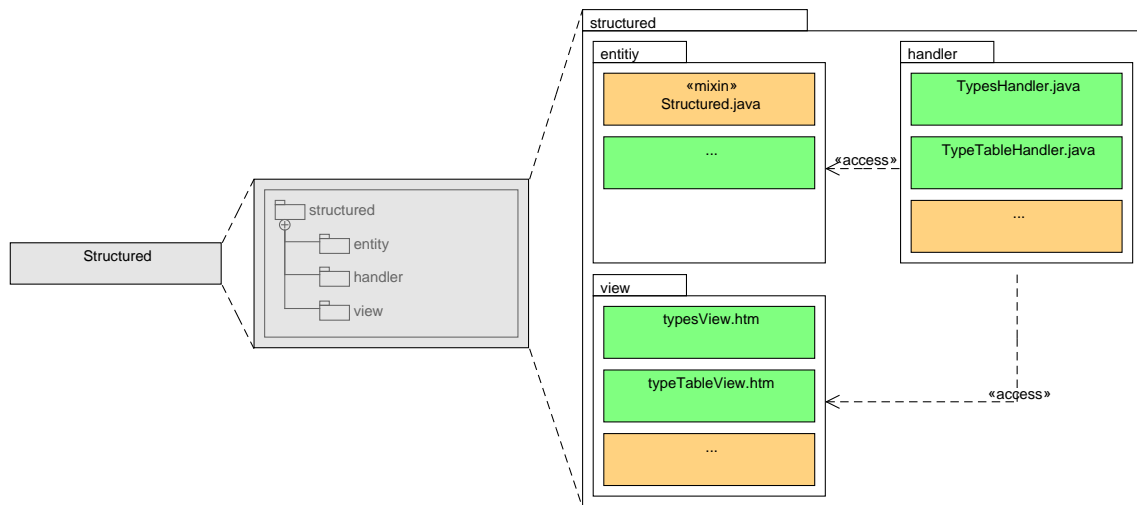 Structured
structured
entity
handler
view
structured
entitiy
«mixin»
Structured.java
...
«access»
handler
TypesHandler.java
TypeTableHandler.java
...
view
typesView.htm
typeTableView.htm
...
«access»